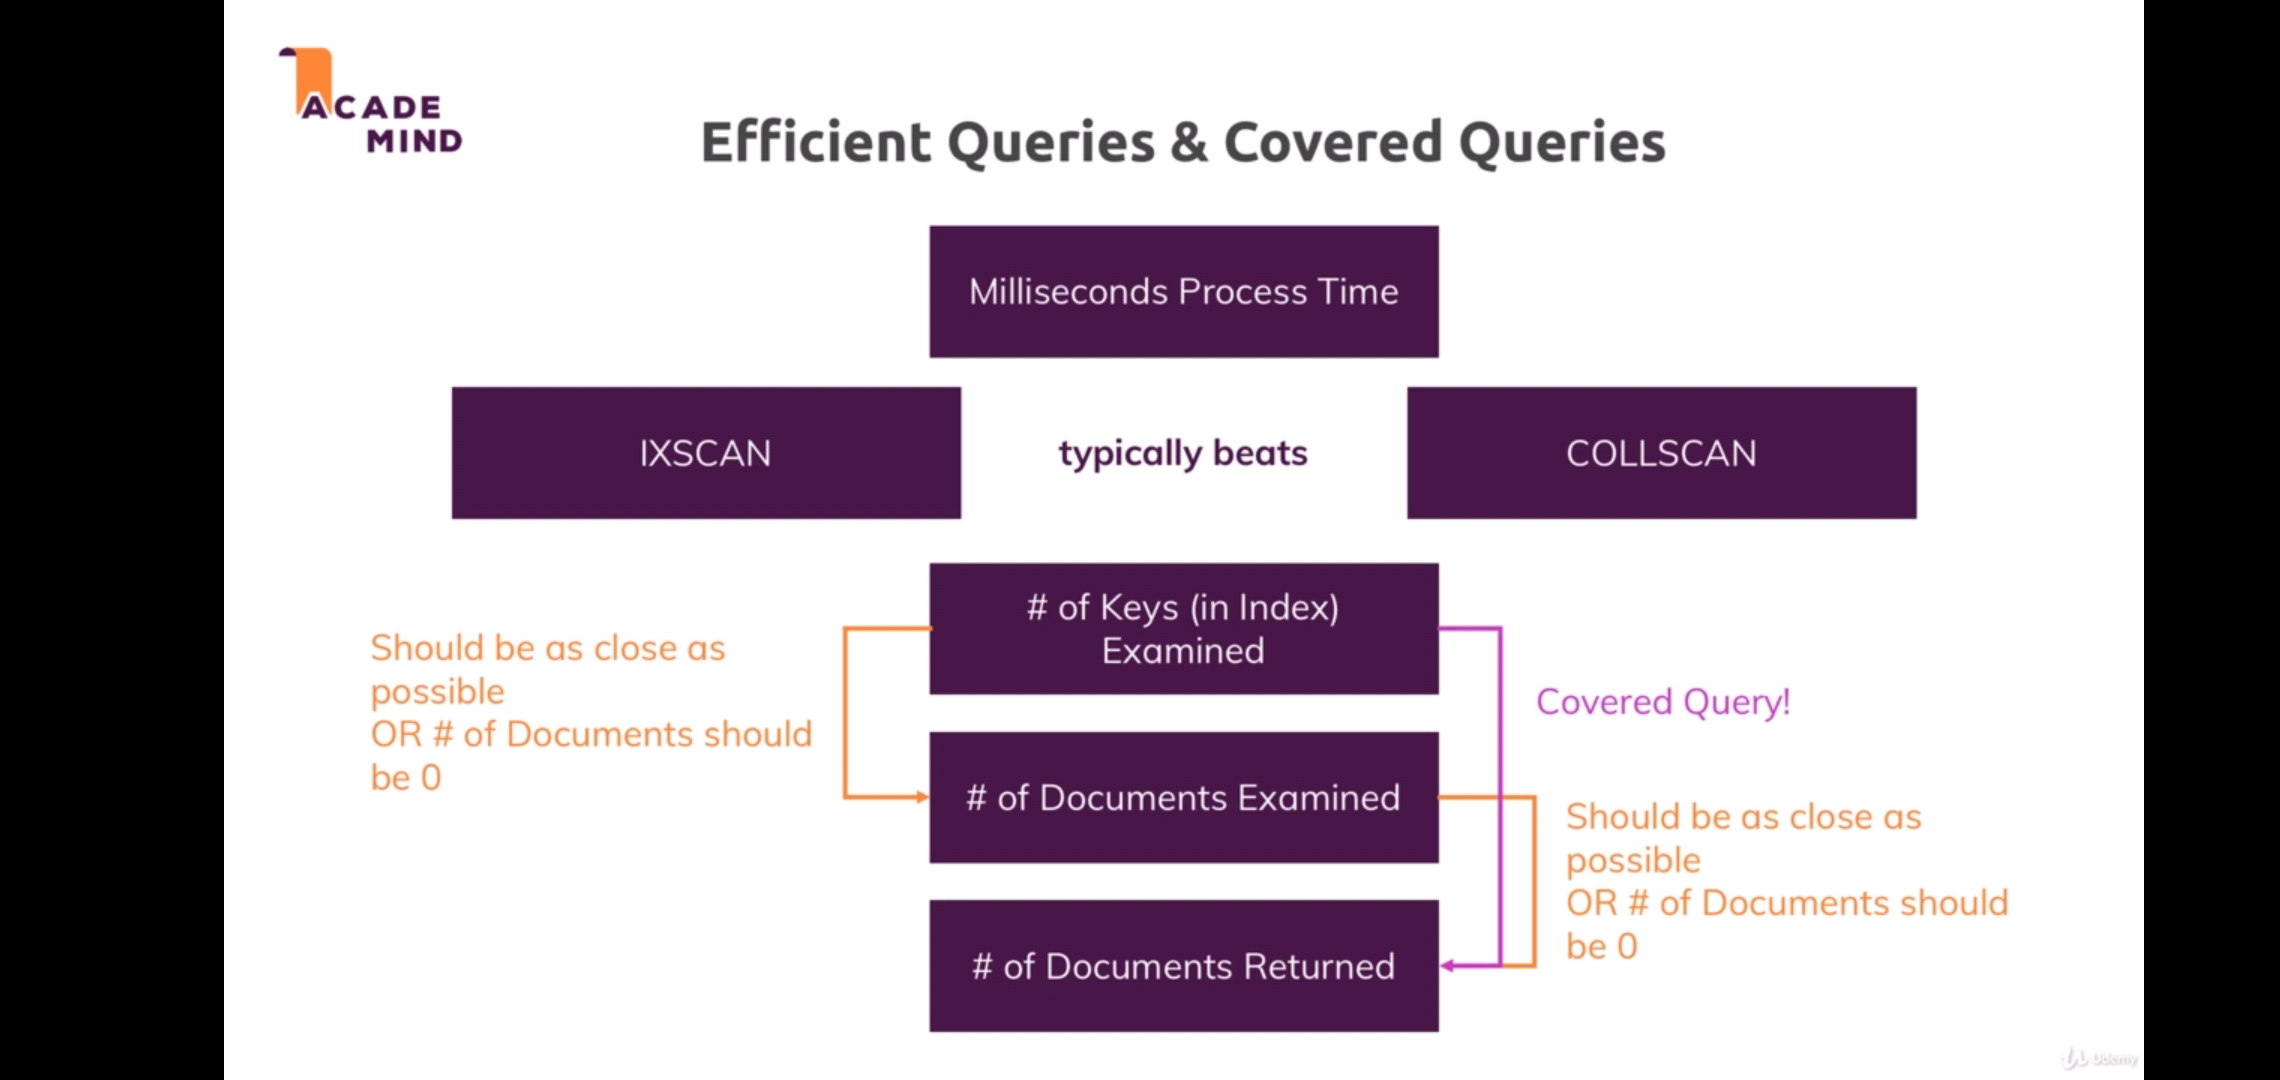 ACADE
MIND
Efficient Queries & Covered Queries
Milliseconds Process Time
IXSCAN
typically beats
COLLSCAN
# of Keys (in Index)
Examined
Should be as close as
possible
OR # of Documents should
be 0
Covered Query!
# of Documents Examined
Should be as close as
possible
OR # of Documents should
be 0
# of Documents Returned
Udemy